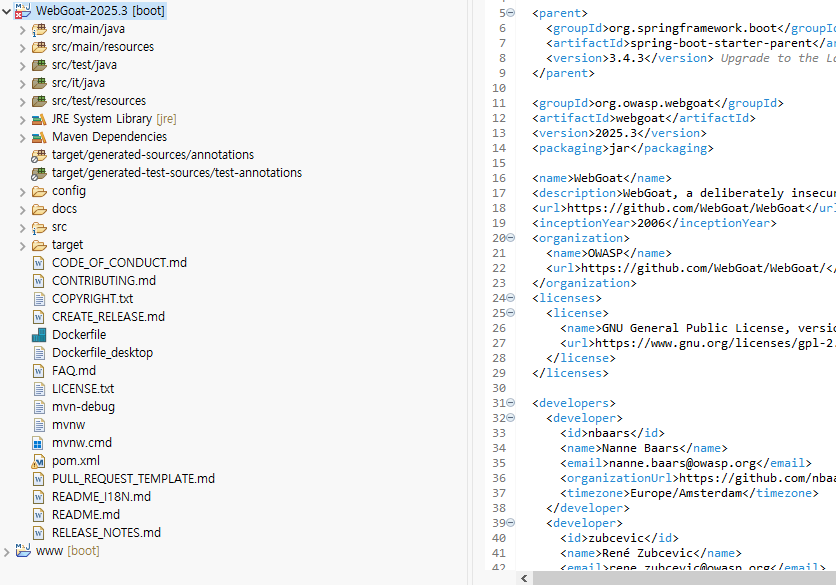 WebGoat-2025.3 [boot]
src/main/java
src/main/resources
src/test/java
src/it/java
src/test/resources
JRE System Library [jre]
Maven Dependencies
target/generated-sources/annotations
target/generated-test-sources/test-annotations
config
docs
src
target
CODE_OF_CONDUCT.md
CONTRIBUTING.md
COPYRIGHT.txt
CREATE_RELEASE.md
Dockerfile
Dockerfile_desktop
FAQ.md
LICENSE.txt
mvn-debug
mvnw
mvnw.cmd
pom.xml
PULL_REQUEST_TEMPLATE.md
README_I18N.md
README.md
RELEASE_NOTES.md
www [boot]
5 <parent>
6 <groupId>org.springframework.boot</groupId
7 <artifactId>spring-boot-starter-parent</ar
8 <version>3.4.3</version> Upgrade to the La
9 </parent>
10
11 <groupId>org.owasp.webgoat</groupId>
12 <artifactId>webgoat</artifactId>
13 <version>2025.3</version>
14 <packaging>jar</packaging>
15
16 <name>WebGoat</name>
17 <description>WebGoat, a deliberately insecur
18 <url>https://github.com/WebGoat/WebGoat</url
19 <inceptionYear>2006</inceptionYear>
20 <organization>
21 <name>OWASP</name>
22 <url>https://github.com/WebGoat/WebGoat/</
23 </organization>
24 <licenses>
25 <license>
26 <name>GNU General Public License, versio
27 <url>https://www.gnu.org/licenses/gpl-2.
28 </license>
29 </licenses>
30
31 <developers>
32 <developer>
33 <id>nbaars</id>
34 <name>Nanne Baars</name>
35 <email>nanne.baars@owasp.org</email>
36 <organizationUrl>https://github.com/nbaa
37 <timezone>Europe/Amsterdam</timezone>
38 </developer>
39 <developer>
40 <id>zubcevic</id>
41 <name>René Zubcevic</name>
42 <email>rene.zubcevic@owasp.org</email>